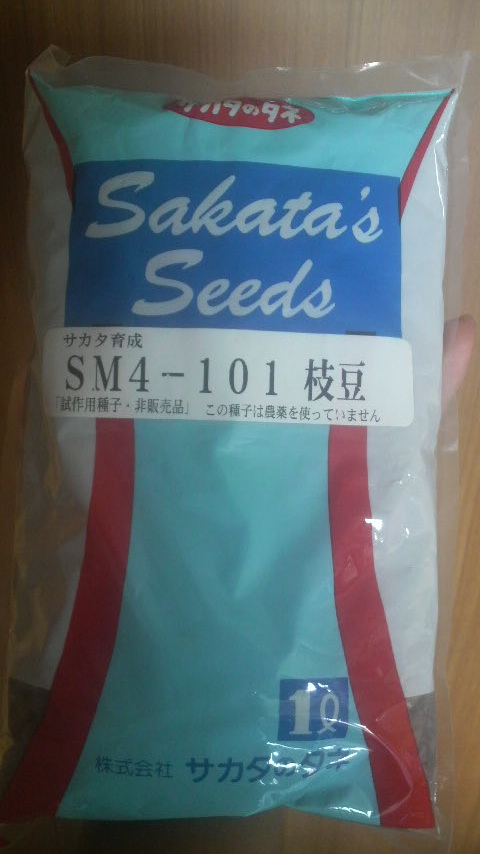 サカタのタネ
Sakata's
Seeds
サカタ育成
SM4-101 枝豆
「試作用種子・非販売品」 この種子は農薬を使っていません
1ℓ
株式会社 サカタのタネ